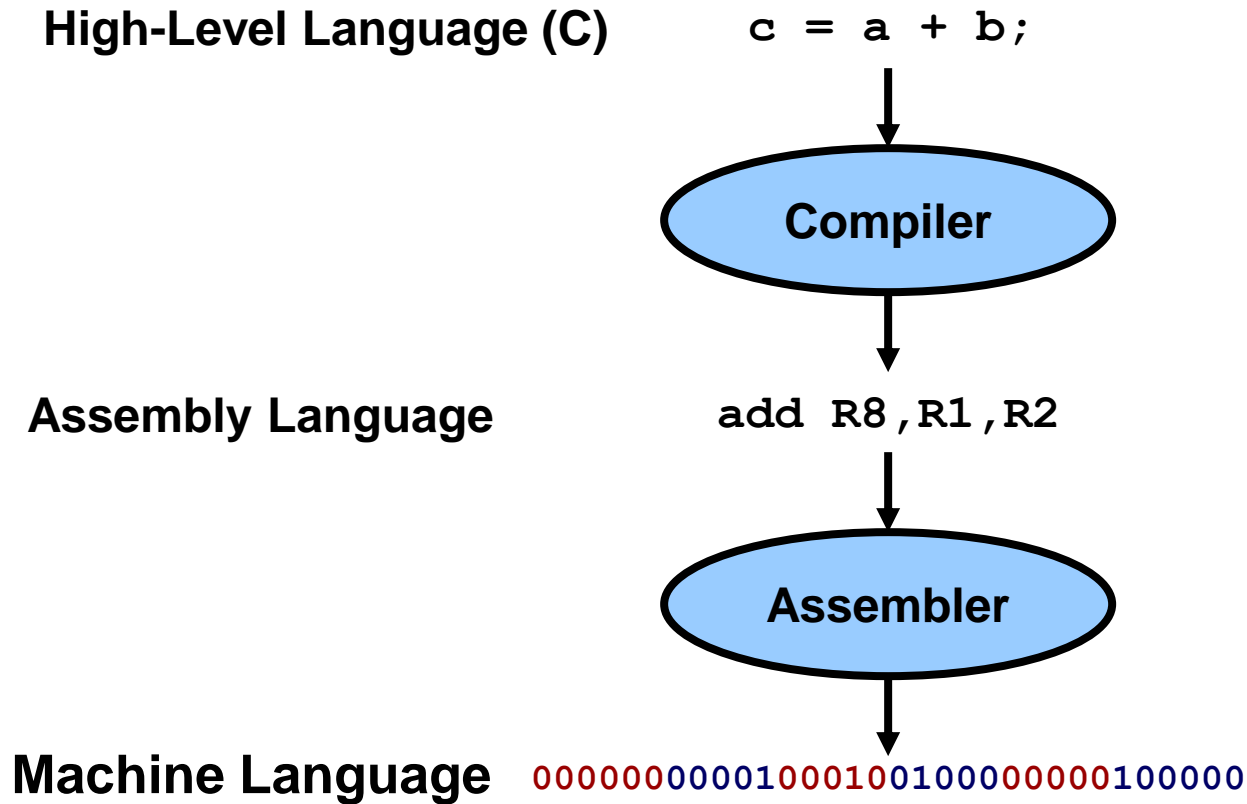 High-Level Language (C) c = a + b;
Compiler
Assembly Language add R8,R1,R2
Assembler
Machine Language 00000000001000100100000000100000